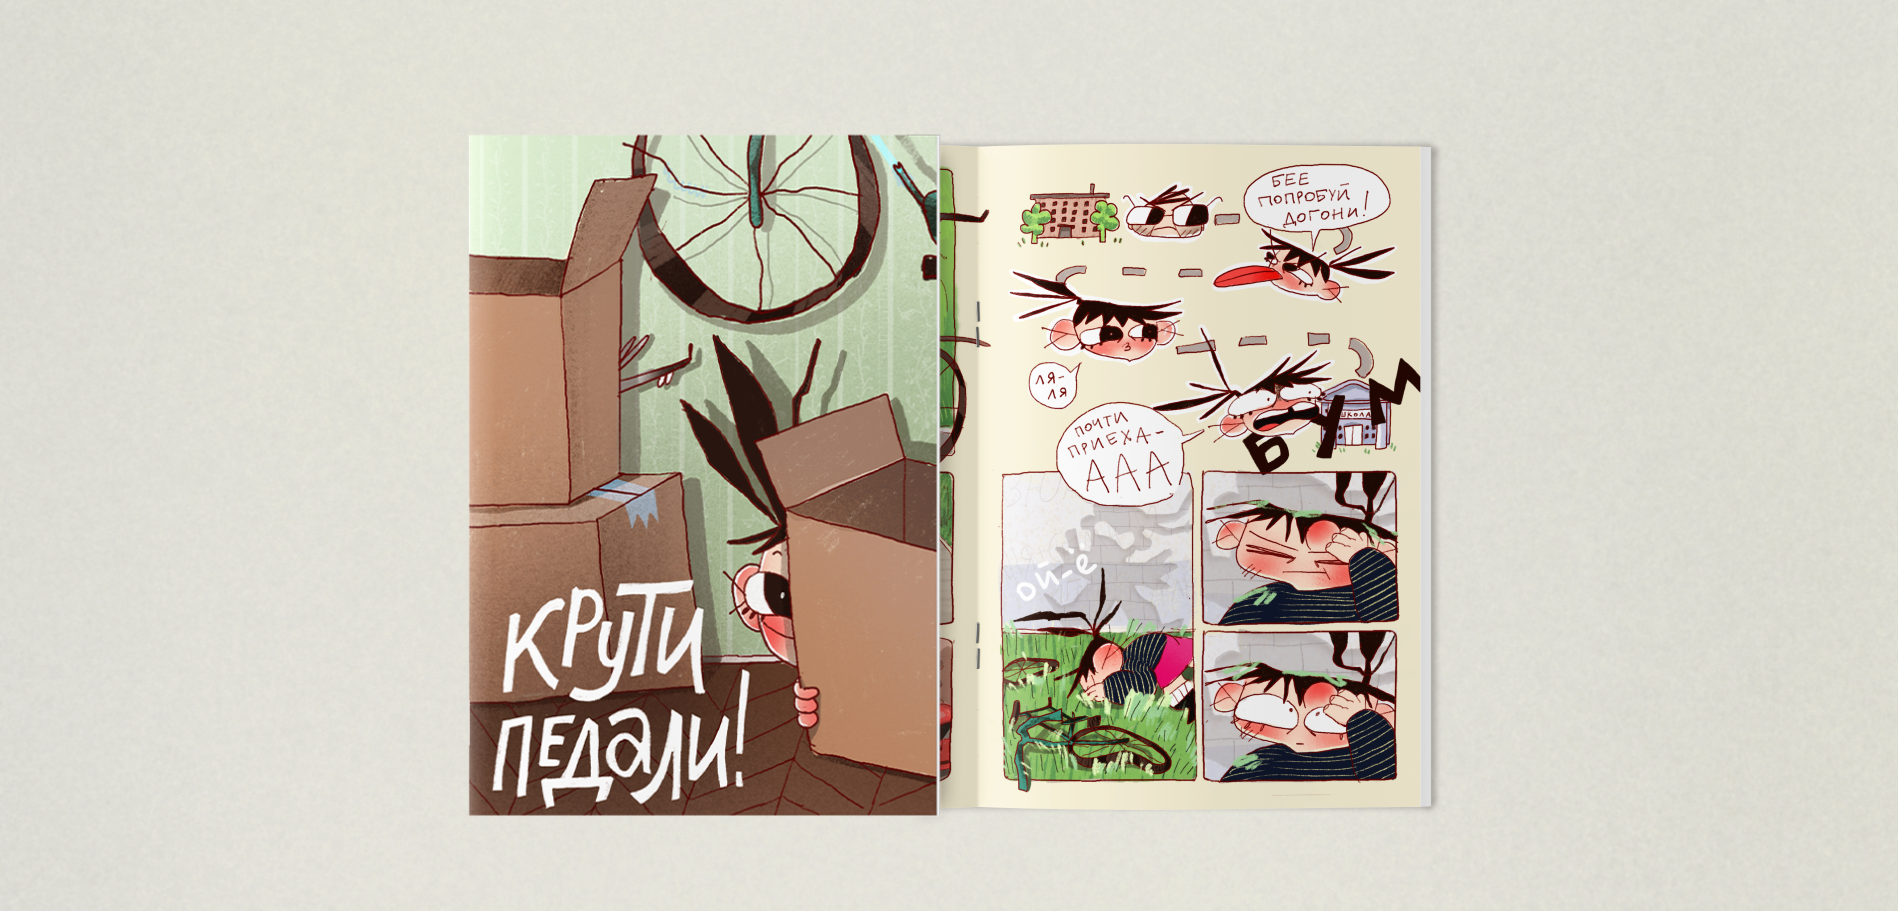 КРУТИ
ПЕДАЛИ!
БЕЕ
ПОПРОБУЙ
ДОГОНИ!
ЛЯ-
ЛЯ
ШКОЛА
БУМ
ПОЧТИ
ПРИЕХА-
ААА
ОЙ-Ё